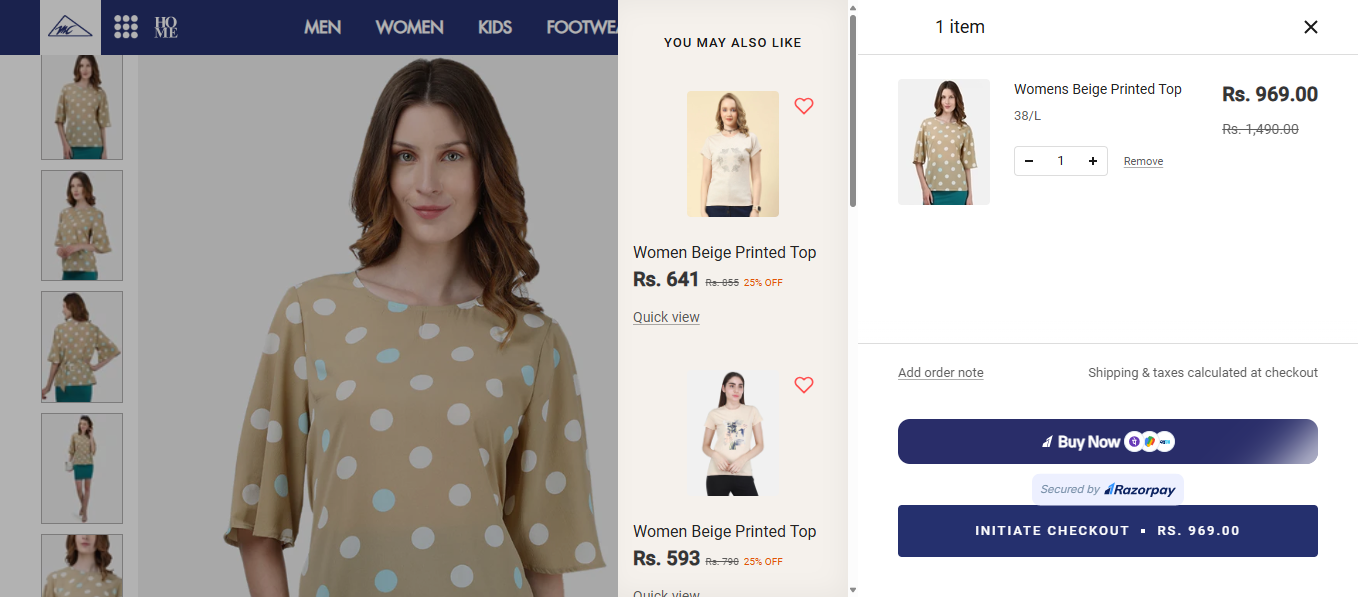 HO
ME
MEN WOMEN KIDS FOOTWEA
YOU MAY ALSO LIKE
Women Beige Printed Top
Rs. 641 Rs. 855 25% OFF
Quick view
Women Beige Printed Top
Rs. 593 Rs. 790 25% OFF
Quick view
1 item
Womens Beige Printed Top
38/L
Rs. 969.00
Rs. 1,490.00
1
Remove
Add order note
Shipping & taxes calculated at checkout
Buy Now
Secured by Razorpay
INITIATE CHECKOUT ▪ RS. 969.00